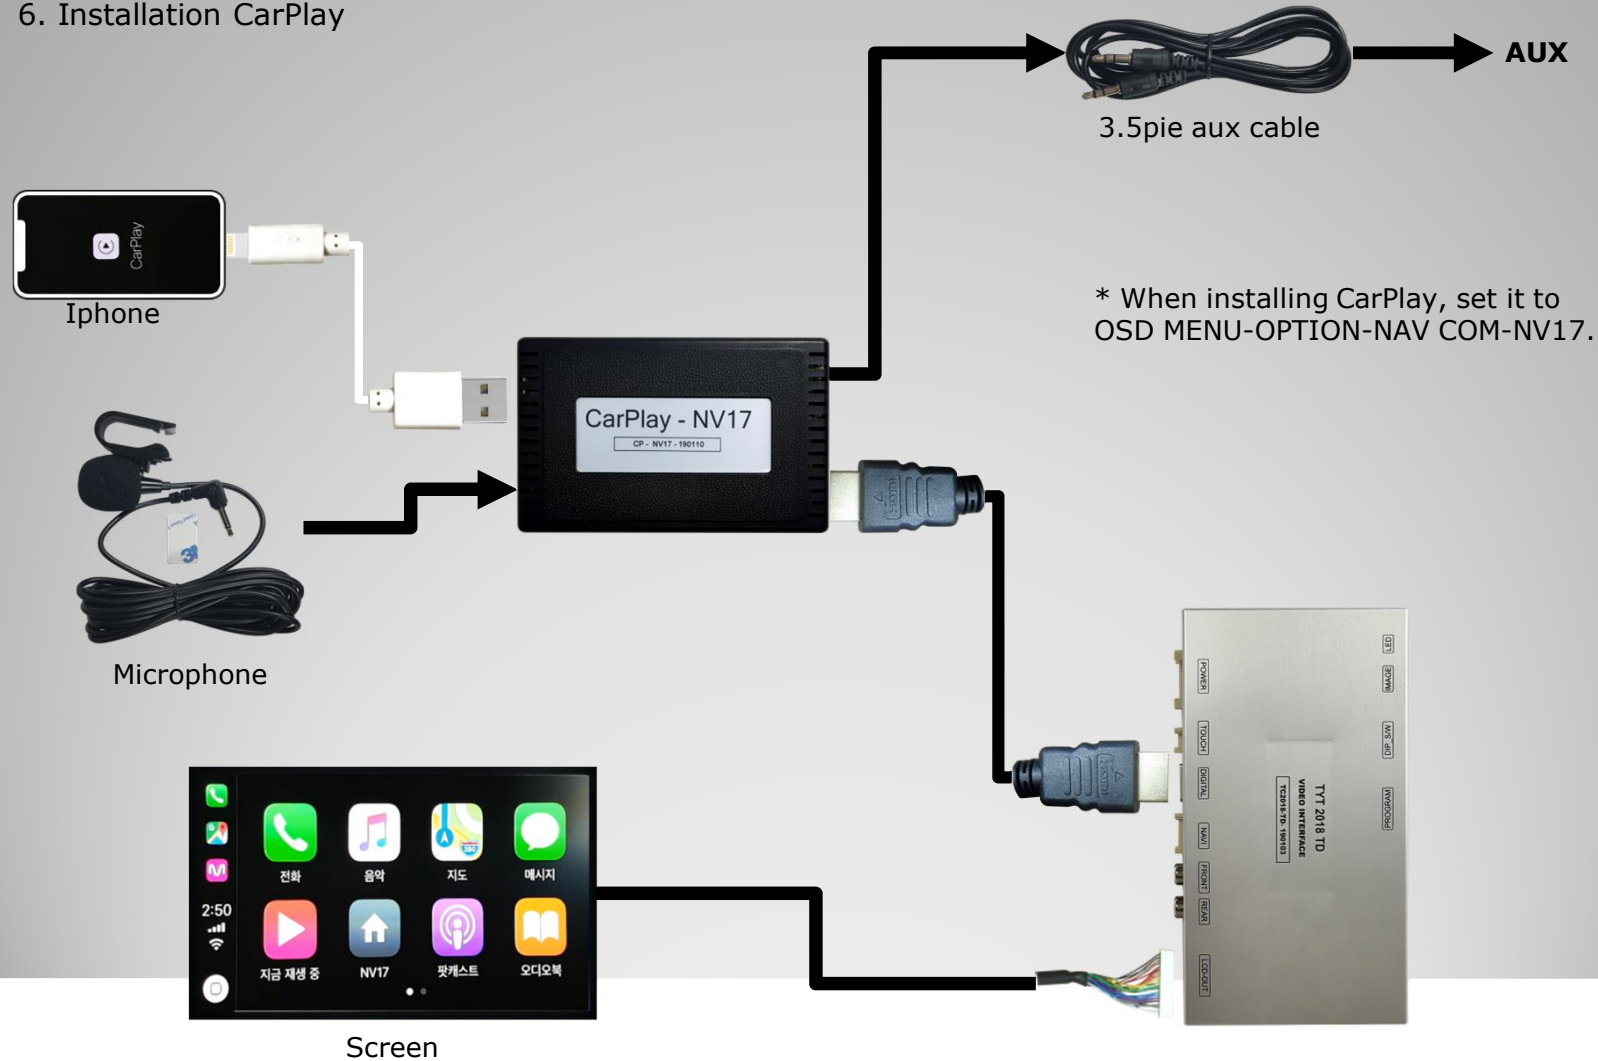 6. Installation CarPlay
AUX
3.5pie aux cable
CarPlay
Iphone
* When installing CarPlay, set it to
OSD MENU-OPTION-NAV COM-NV17.
CarPlay - NV17
CP - NV17 - 190110
HDMI
Microphone
POWER
TOUCH
DIGITAL
NAVI
FRONT
REAR
LCD-OUT
LED
IMAGE
DIP_S/W
PROGRAM
TYT 2018 TD
VIDEO INTERFACE
TC2018-TD-190103
HDMI
전화
음악
지도
메시지
2:50
지금 재생 중
NV17
팟캐스트
오디오북
Screen